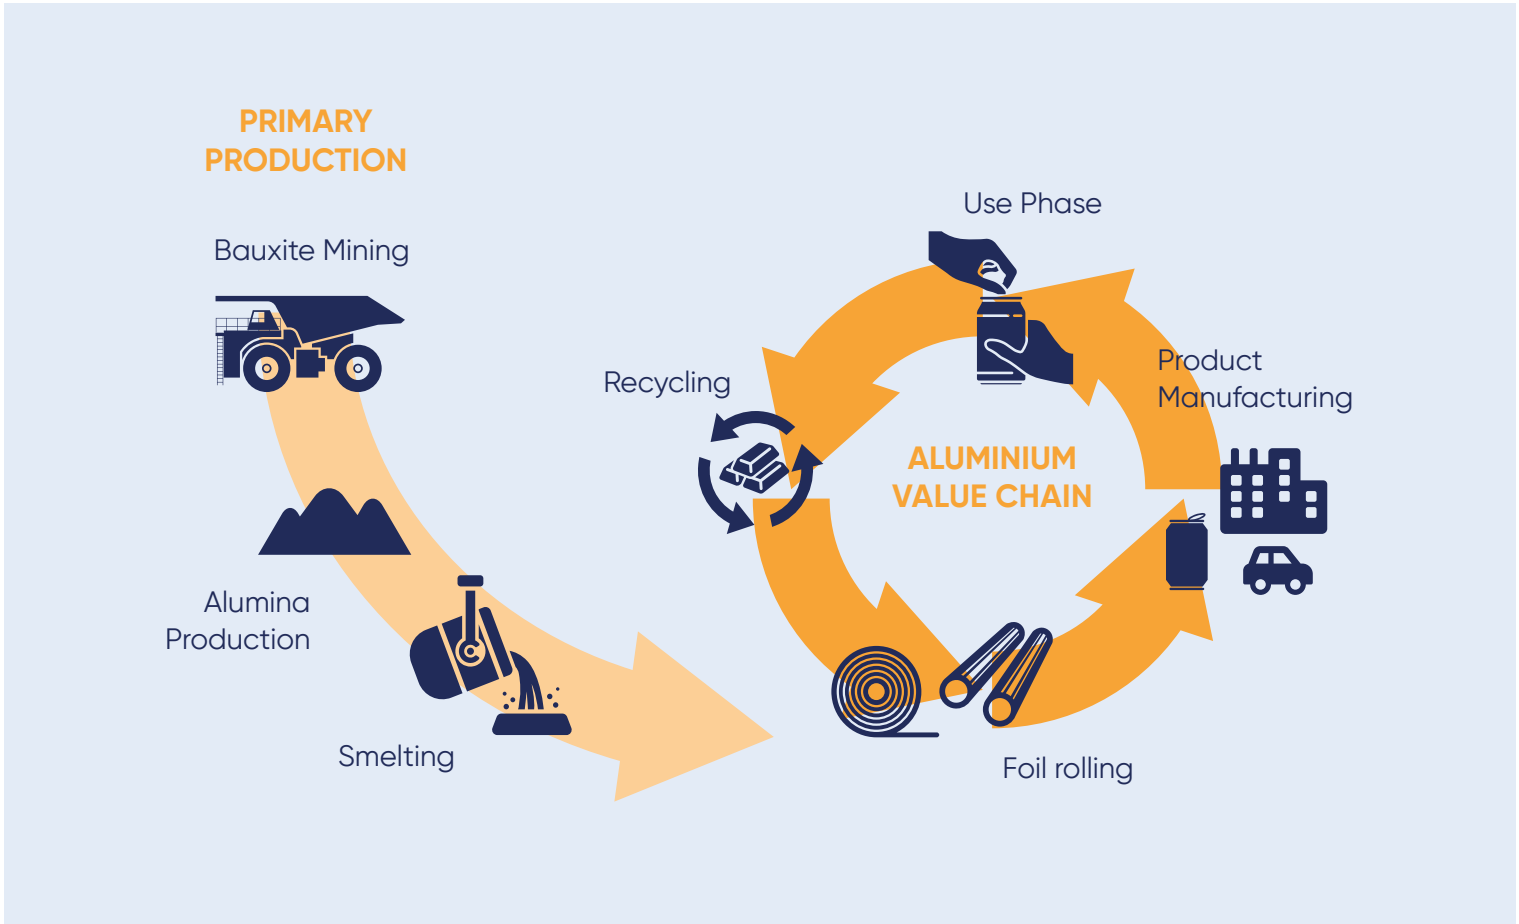 PRIMARY
PRODUCTION
Bauxite Mining
Alumina
Production
Smelting
Use Phase
Product
Manufacturing
Recycling
ALUMINIUM
VALUE CHAIN
Foil rolling